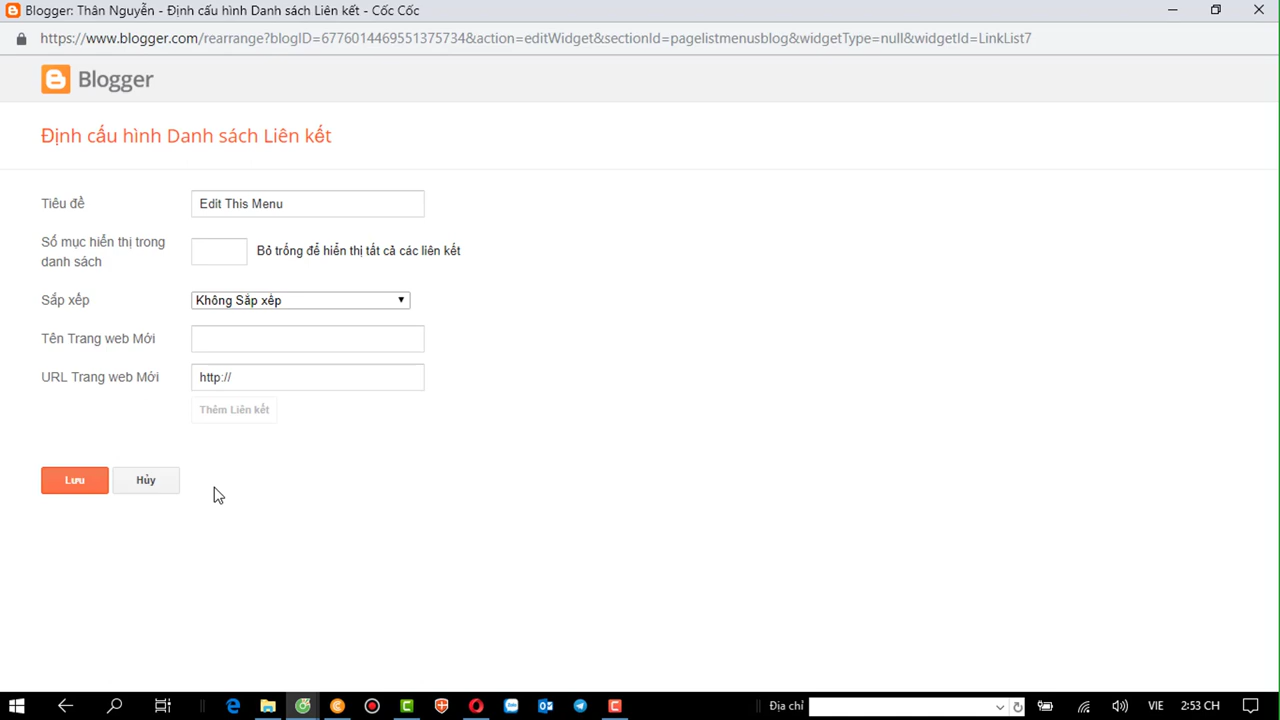 Blogger: Thân Nguyễn - Định cấu hình Danh sách Liên kết - Cốc Cốc
https://www.blogger.com/rearrange?blogID=6776014469551375734&action=editWidget&sectionId=pagelistmenusblog&widgetType=null&widgetId=LinkList7
Blogger
Định cấu hình Danh sách Liên kết
Tiêu đề
Edit This Menu
Số mục hiển thị trong
danh sách
Bỏ trống để hiển thị tất cả các liên kết
Sắp xếp
Không Sắp xếp
Tên Trang web Mới
URL Trang web Mới
http://
Thêm Liên kết
Lưu
Hủy
Địa chỉ
VIE
2:53 CH